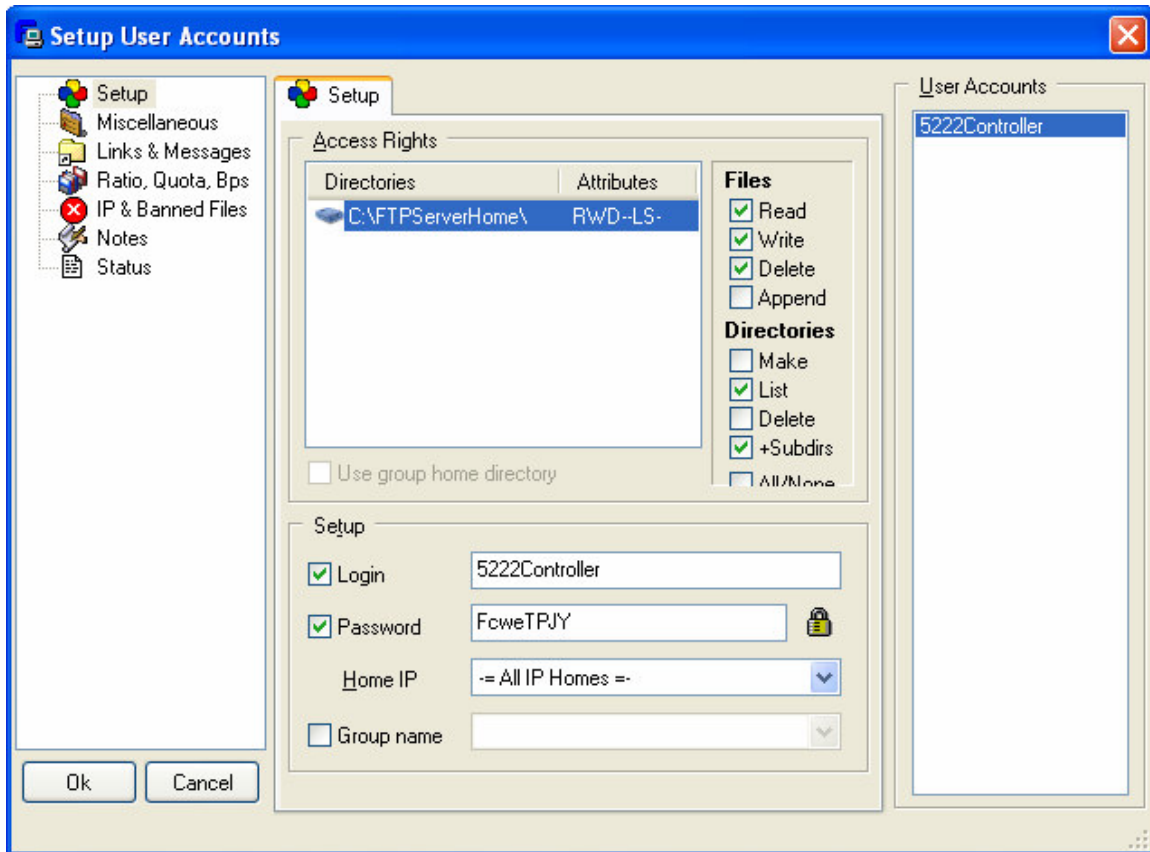 Setup User Accounts
Setup
Miscellaneous
Links & Messages
Ratio, Quota, Bps
IP & Banned Files
Notes
Status
Ok
Cancel
Setup
Access Rights
Directories Attributes
C:\FTPServerHome\ RWD--LS-
Use group home directory
Files
Read
Write
Delete
Append
Directories
Make
List
Delete
+Subdirs
All/None
Setup
Login 5222Controller
Password FcweTPJY
Home IP -= All IP Homes =-
Group name
User Accounts
5222Controller